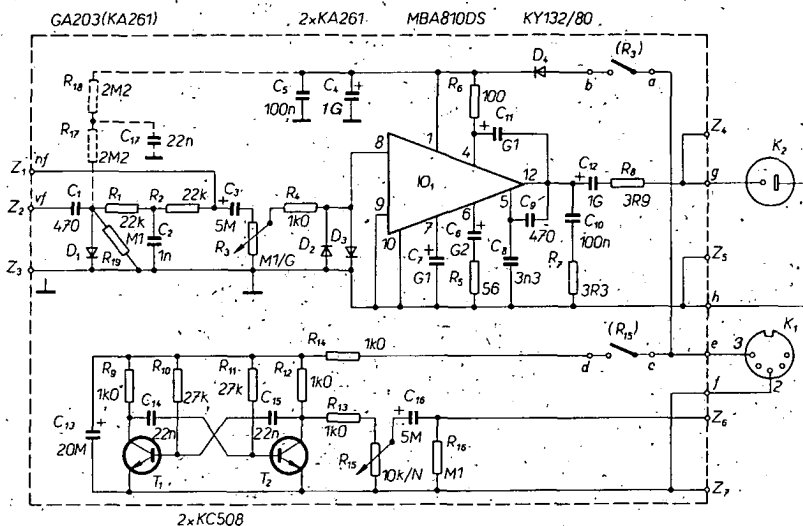 GA203(KA261) 2xKA261 MBA810DS KY132/80
D4 (R3)
b a
R18 2M2
C5 100n
C4 + 1G
R6 100
C11 + G1
R17 2M2
C17 22n
Z4
K2
Z1 nf
8 1 4 12
IO1
C12 + 1G
R8 3R9
g
Z2 vf
C1 470
R1 22k
R2 22k
C3 + 5M
R4 1k0
9 10 7 6 5
C9 470
C10 100n
D1
R19 M1
C2 1n
R3 M1/G
D2 D3
C7 + G1
C6 + G2
C8 3n3
R5 56
R7 3R3
Z3
Z5
h
K1
R14 1k0
(R15)
d c
e 3
f 2
R9 1k0
R10 27k
R11 27k
R12 1k0
C14 22n
C15 22n
R13 1k0
C16 + 5M
C13 + 20M
T1 T2
R15 10k/N
R16 M1
Z6
Z7
2xKC508